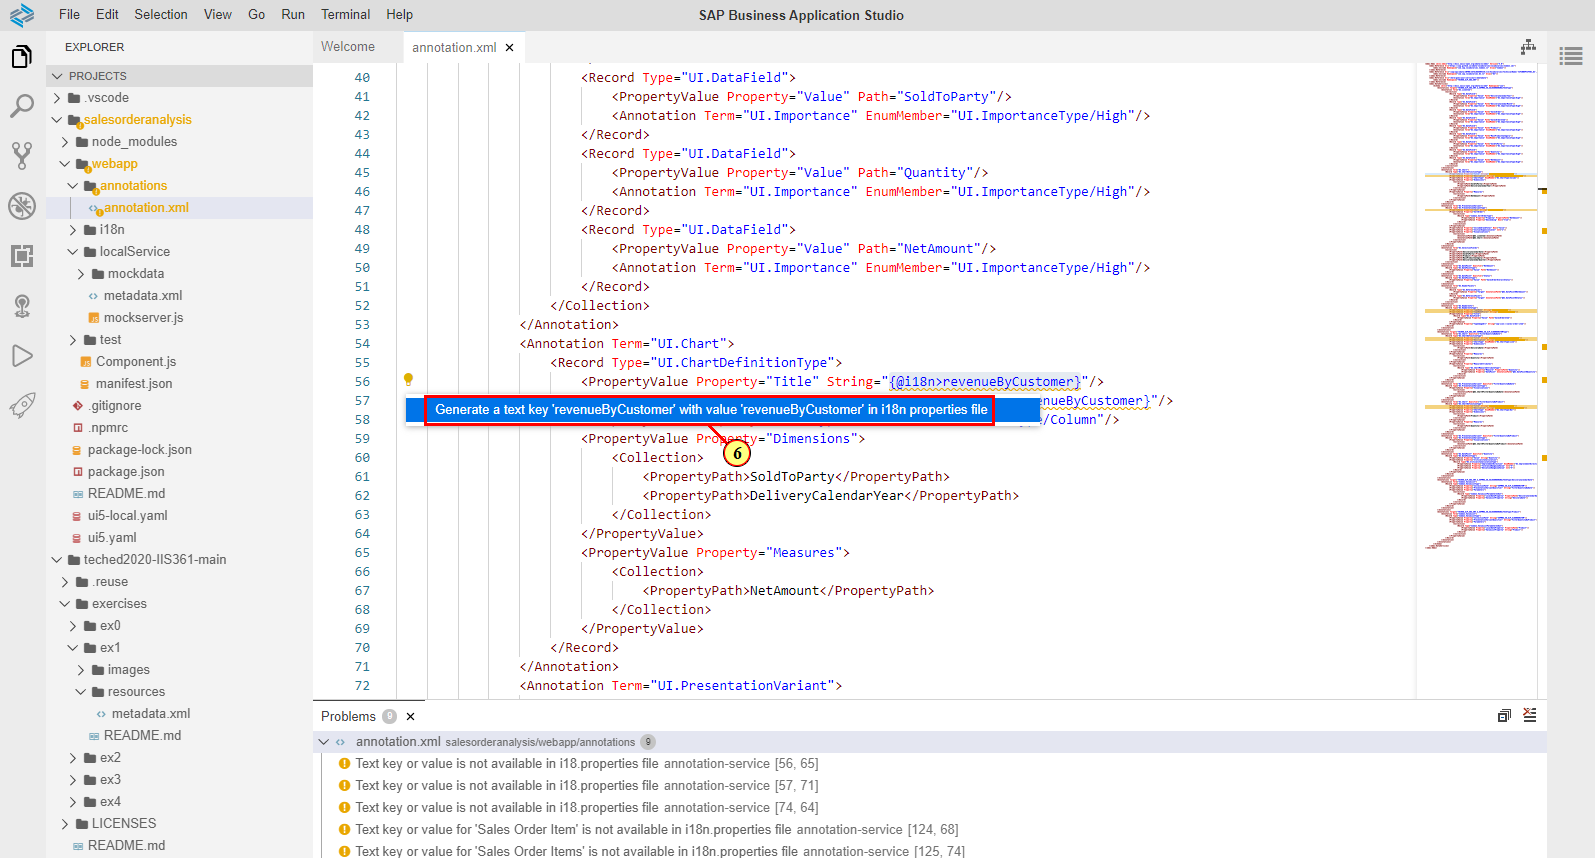 File Edit Selection View Go Run Terminal Help
SAP Business Application Studio
EXPLORER
PROJECTS
.vscode
salesorderanalysis
node_modules
webapp
annotations
annotation.xml
i18n
localService
mockdata
metadata.xml
mockserver.js
test
Component.js
manifest.json
.gitignore
.npmrc
package-lock.json
package.json
README.md
ui5-local.yaml
ui5.yaml
teched2020-IIS361-main
.reuse
exercises
ex0
ex1
images
resources
metadata.xml
README.md
ex2
ex3
ex4
LICENSES
README.md
Welcome
annotation.xml
40 <Record Type="UI.DataField">
41 <PropertyValue Property="Value" Path="SoldToParty"/>
42 <Annotation Term="UI.Importance" EnumMember="UI.ImportanceType/High"/>
43 </Record>
44 <Record Type="UI.DataField">
45 <PropertyValue Property="Value" Path="Quantity"/>
46 <Annotation Term="UI.Importance" EnumMember="UI.ImportanceType/High"/>
47 </Record>
48 <Record Type="UI.DataField">
49 <PropertyValue Property="Value" Path="NetAmount"/>
50 <Annotation Term="UI.Importance" EnumMember="UI.ImportanceType/High"/>
51 </Record>
52 </Collection>
53 </Annotation>
54 <Annotation Term="UI.Chart">
55 <Record Type="UI.ChartDefinitionType">
56 <PropertyValue Property="Title" String="{@i18n>revenueByCustomer}"/>
57 enueByCustomer}"/>
Generate a text key 'revenueByCustomer' with value 'revenueByCustomer' in i18n properties file
58 /Column"/>
59 <PropertyValue Property="Dimensions">
6
60 <Collection>
61 <PropertyPath>SoldToParty</PropertyPath>
62 <PropertyPath>DeliveryCalendarYear</PropertyPath>
63 </Collection>
64 </PropertyValue>
65 <PropertyValue Property="Measures">
66 <Collection>
67 <PropertyPath>NetAmount</PropertyPath>
68 </Collection>
69 </PropertyValue>
70 </Record>
71 </Annotation>
72 <Annotation Term="UI.PresentationVariant">
Problems 9
annotation.xml salesorderanalysis/webapp/annotations 9
Text key or value is not available in i18.properties file annotation-service [56, 65]
Text key or value is not available in i18.properties file annotation-service [57, 71]
Text key or value is not available in i18.properties file annotation-service [74, 64]
Text key or value for 'Sales Order Item' is not available in i18n.properties file annotation-service [124, 68]
Text key or value for 'Sales Order Items' is not available in i18n.properties file annotation-service [125, 74]